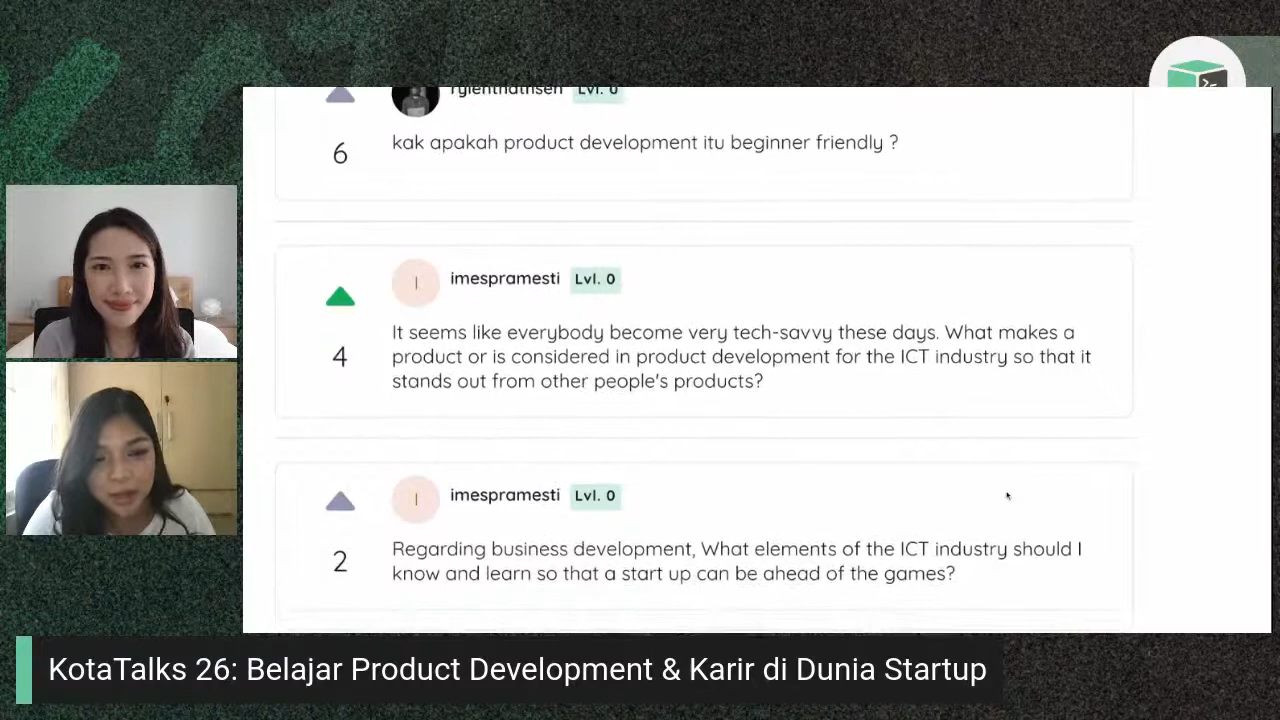 rylenthathsen Lvl. 0
6
kak apakah product development itu beginner friendly ?
imespramesti Lvl. 0
4
It seems like everybody become very tech-savvy these days. What makes a
product or is considered in product development for the ICT industry so that it
stands out from other people's products?
imespramesti Lvl. 0
2
Regarding business development, What elements of the ICT industry should I
know and learn so that a start up can be ahead of the games?
KotaTalks 26: Belajar Product Development & Karir di Dunia Startup